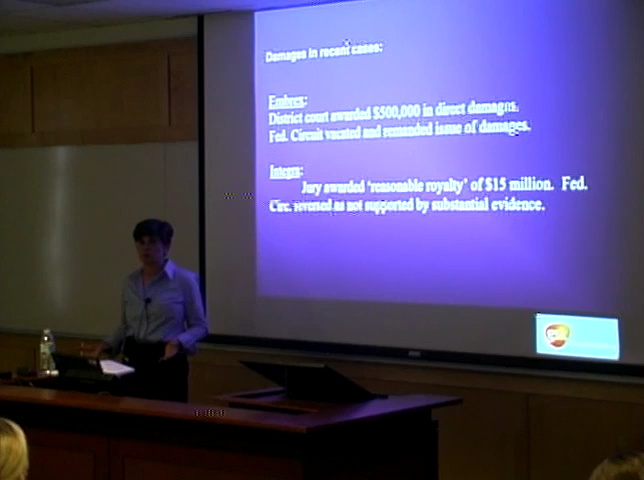 Damages in recent cases:
Embrex:
District court awarded $500,000 in direct damages.
Fed. Circuit vacated and remanded issue of damages.
Integra:
Jury awarded 'reasonable royalty' of $15 million. Fed.
Circ. reversed as not supported by substantial evidence.